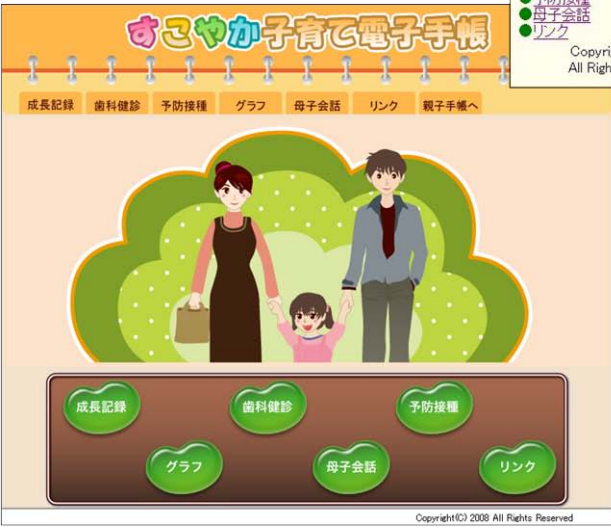 すこやか子育て電子手帳
予防接種
●母子会話
●リンク
Copyri
All Righ
成長記録 歯科健診 予防接種 グラフ 母子会話 リンク 親子手帳へ
成長記録 歯科健診 予防接種
グラフ 母子会話 リンク
Copyright(C) 2008 All Rights Reserved